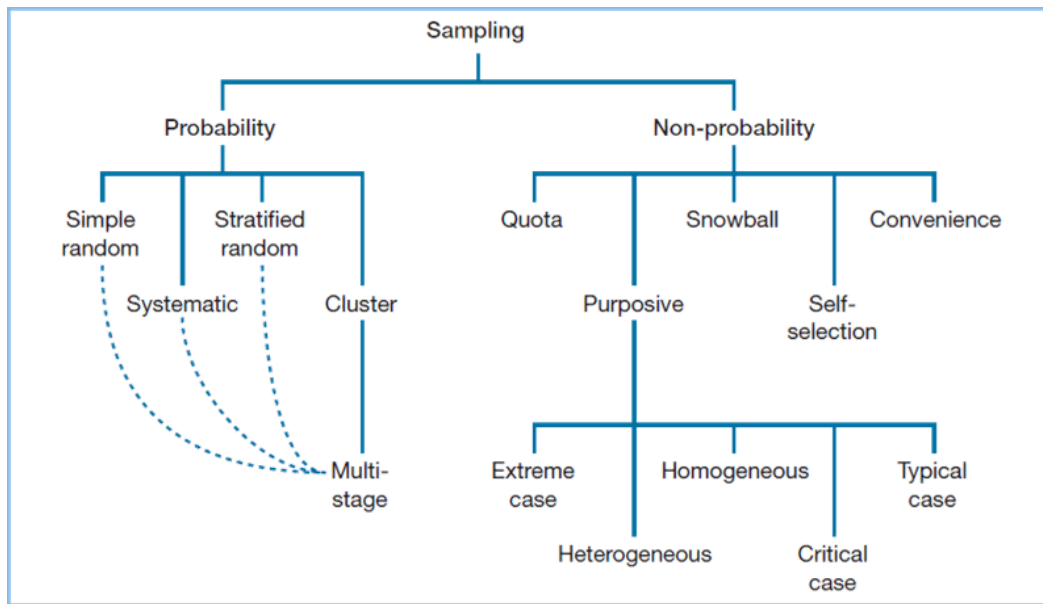 Sampling
Probability
Non-probability
Simple
random
Stratified
random
Quota
Snowball
Convenience
Systematic
Cluster
Purposive
Self-
selection
Multi-
stage
Extreme
case
Homogeneous
Typical
case
Heterogeneous
Critical
case